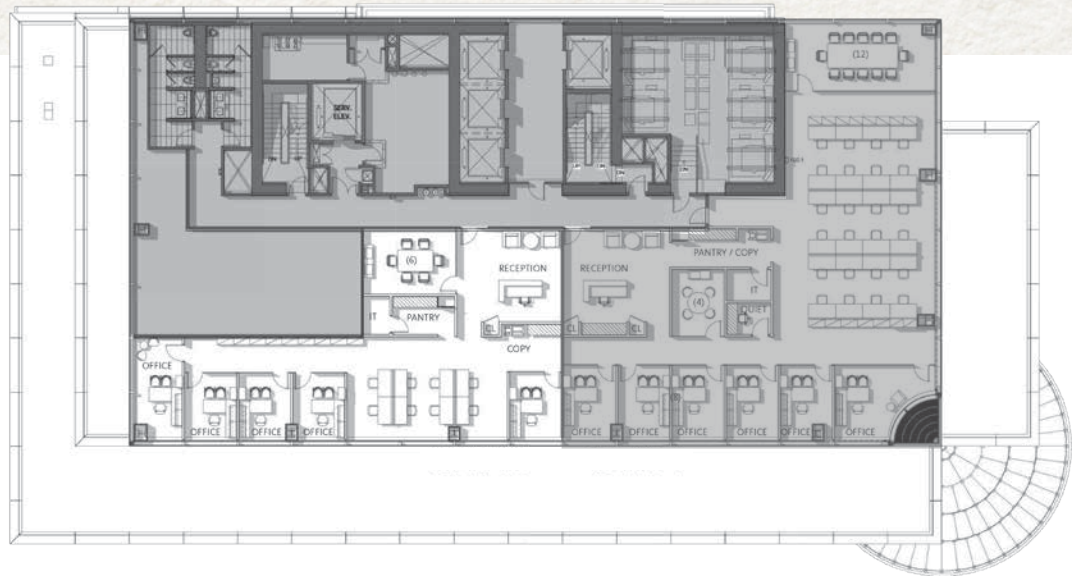 (12)
SERV.
ELEV.
(6)
RECEPTION
RECEPTION
PANTRY / COPY
IT
(4)
QUIET
IT
PANTRY
CL
CL
CL
COPY
OFFICE
OFFICE
OFFICE
OFFICE
OFFICE
OFFICE
OFFICE
OFFICE
OFFICE
OFFICE